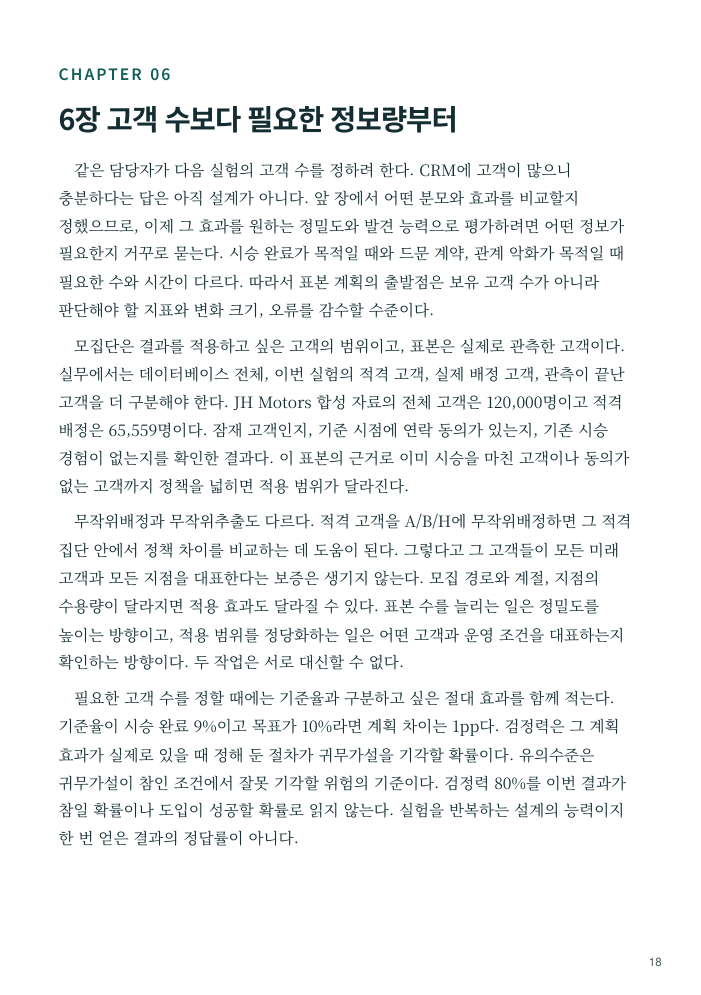 CHAPTER 06
6장 고객 수보다 필요한 정보량부터
같은 담당자가 다음 실험의 고객 수를 정하려 한다. CRM에 고객이 많으니
충분하다는 답은 아직 설계가 아니다. 앞 장에서 어떤 분모와 효과를 비교할지
정했으므로, 이제 그 효과를 원하는 정밀도와 발견 능력으로 평가하려면 어떤 정보가
필요한지 거꾸로 묻는다. 시승 완료가 목적일 때와 드문 계약, 관계 악화가 목적일 때
필요한 수와 시간이 다르다. 따라서 표본 계획의 출발점은 보유 고객 수가 아니라
판단해야 할 지표와 변화 크기, 오류를 감수할 수준이다.
모집단은 결과를 적용하고 싶은 고객의 범위이고, 표본은 실제로 관측한 고객이다.
실무에서는 데이터베이스 전체, 이번 실험의 적격 고객, 실제 배정 고객, 관측이 끝난
고객을 더 구분해야 한다. JH Motors 합성 자료의 전체 고객은 120,000명이고 적격
배정은 65,559명이다. 잠재 고객인지, 기준 시점에 연락 동의가 있는지, 기존 시승
경험이 없는지를 확인한 결과다. 이 표본의 근거로 이미 시승을 마친 고객이나 동의가
없는 고객까지 정책을 넓히면 적용 범위가 달라진다.
무작위배정과 무작위추출도 다르다. 적격 고객을 A/B/H에 무작위배정하면 그 적격
집단 안에서 정책 차이를 비교하는 데 도움이 된다. 그렇다고 그 고객들이 모든 미래
고객과 모든 지점을 대표한다는 보증은 생기지 않는다. 모집 경로와 계절, 지점의
수용량이 달라지면 적용 효과도 달라질 수 있다. 표본 수를 늘리는 일은 정밀도를
높이는 방향이고, 적용 범위를 정당화하는 일은 어떤 고객과 운영 조건을 대표하는지
확인하는 방향이다. 두 작업은 서로 대신할 수 없다.
필요한 고객 수를 정할 때에는 기준율과 구분하고 싶은 절대 효과를 함께 적는다.
기준율이 시승 완료 9%이고 목표가 10%라면 계획 차이는 1pp다. 검정력은 그 계획
효과가 실제로 있을 때 정해 둔 절차가 귀무가설을 기각할 확률이다. 유의수준은
귀무가설이 참인 조건에서 잘못 기각할 위험의 기준이다. 검정력 80%를 이번 결과가
참일 확률이나 도입이 성공할 확률로 읽지 않는다. 실험을 반복하는 설계의 능력이지
한 번 얻은 결과의 정답률이 아니다.
18